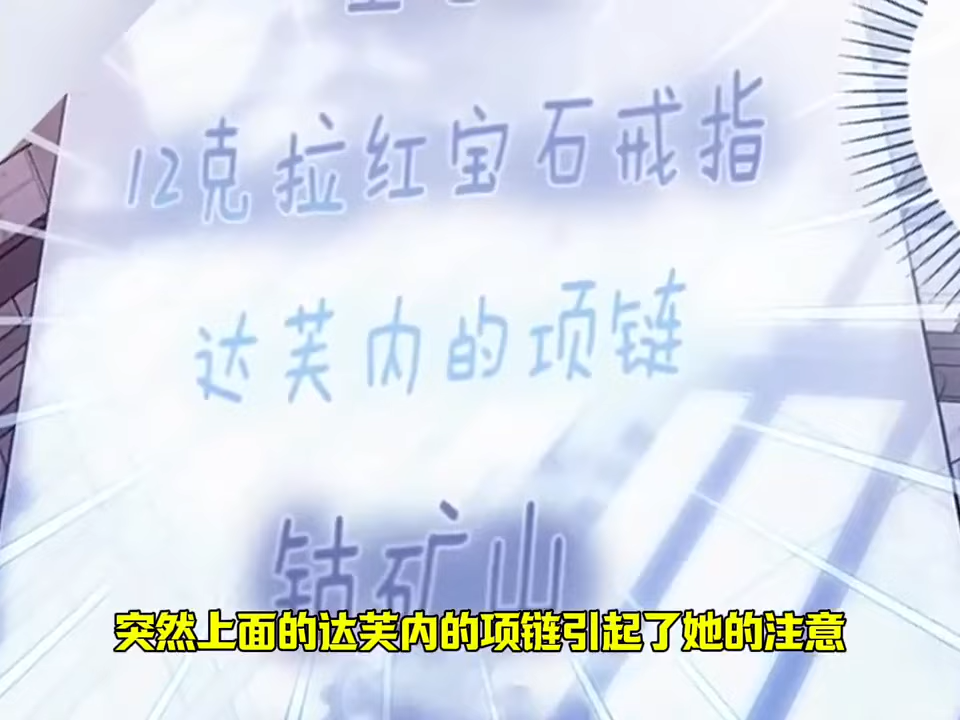 12克拉红宝石戒指
达芙内的项链
钴矿山
突然上面的达芙内的项链引起了她的注意